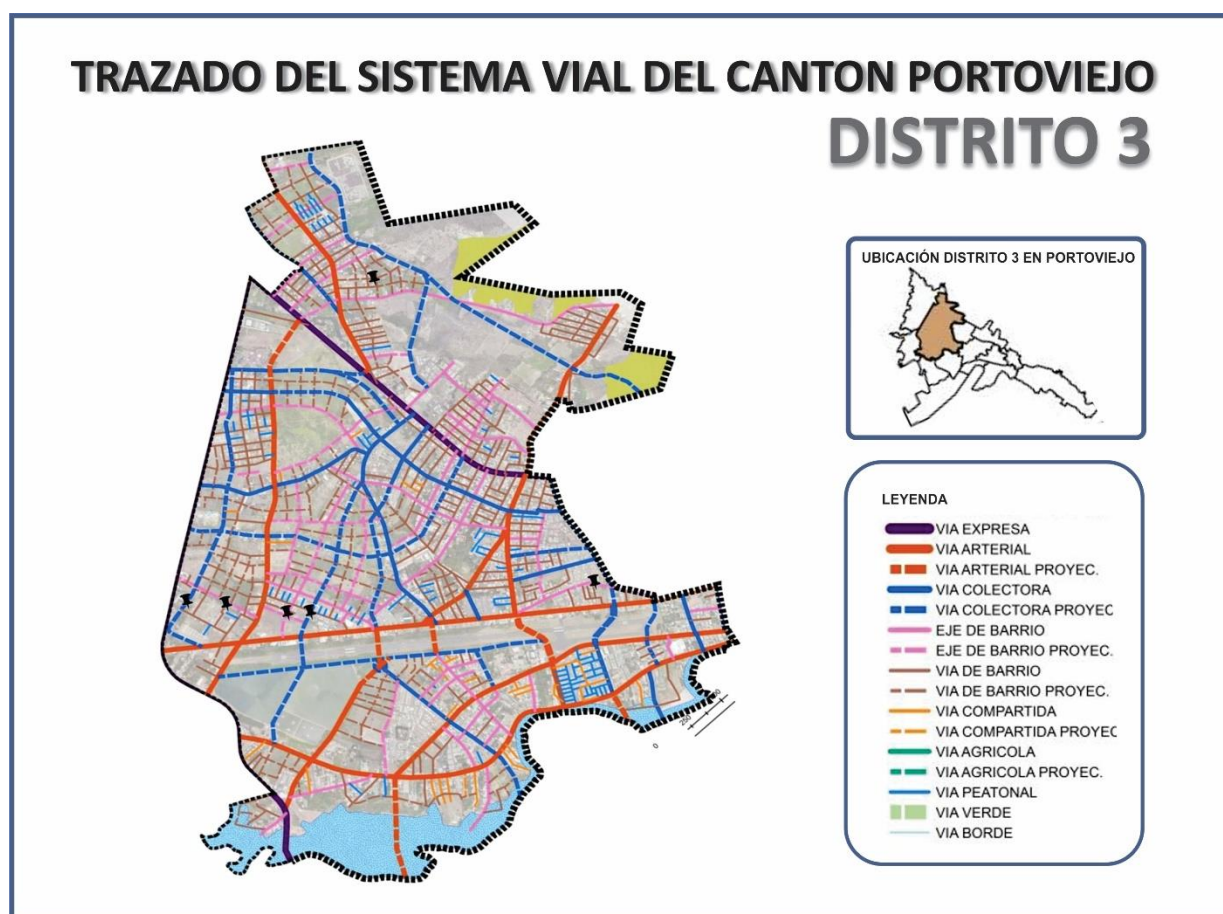 TRAZADO DEL SISTEMA VIAL DEL CANTON PORTOVIEJO
DISTRITO 3
UBICACIÓN DISTRITO 3 EN PORTOVIEJO
LEYENDA
VIA EXPRESA
VIA ARTERIAL
VIA ARTERIAL PROYEC.
VIA COLECTORA
VIA COLECTORA PROYEC
EJE DE BARRIO
EJE DE BARRIO PROYEC.
VIA DE BARRIO
VIA DE BARRIO PROYEC.
VIA COMPARTIDA
VIA COMPARTIDA PROYEC
VIA AGRICOLA
VIA AGRICOLA PROYEC.
VIA PEATONAL
VIA VERDE
VIA BORDE
0
250